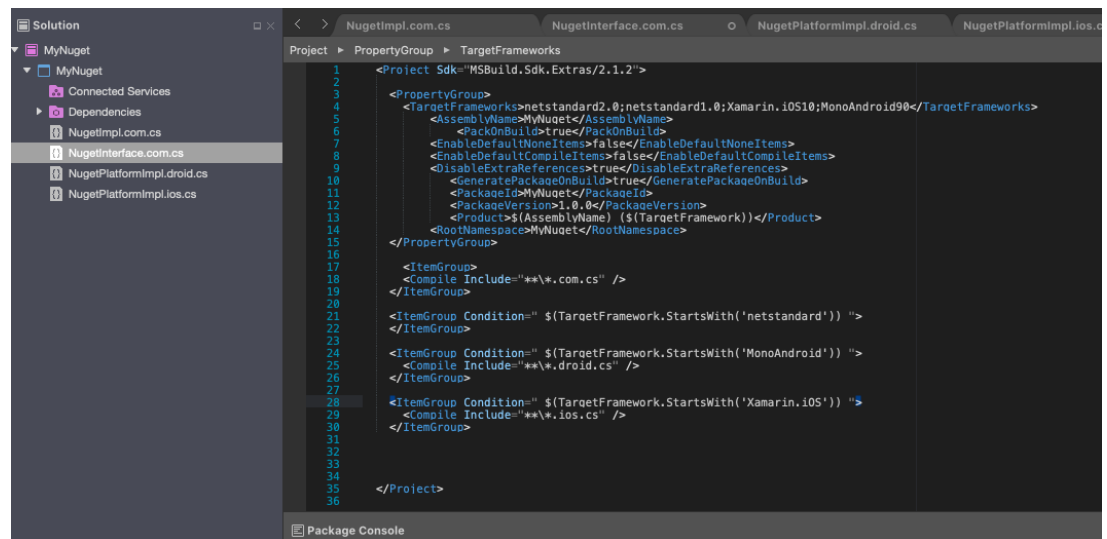 Solution
MyNuget
MyNuget
Connected Services
Dependencies
NugetImpl.com.cs
NugetInterface.com.cs
NugetPlatformImpl.droid.cs
NugetPlatformImpl.ios.cs
NugetImpl.com.cs NugetInterface.com.cs NugetPlatformImpl.droid.cs NugetPlatformImpl.ios.c
Project ▸ PropertyGroup ▸ TargetFrameworks
1 <Project Sdk="MSBuild.Sdk.Extras/2.1.2">
2
3 <PropertyGroup>
4 <TargetFrameworks>netstandard2.0;netstandard1.0;Xamarin.iOS10;MonoAndroid90</TargetFrameworks>
5 <AssemblyName>MyNuget</AssemblyName>
6 <PackOnBuild>true</PackOnBuild>
7 <EnableDefaultNoneItems>false</EnableDefaultNoneItems>
8 <EnableDefaultCompileItems>false</EnableDefaultCompileItems>
9 <DisableExtraReferences>true</DisableExtraReferences>
10 <GeneratePackageOnBuild>true</GeneratePackageOnBuild>
11 <PackageId>MyNuget</PackageId>
12 <PackageVersion>1.0.0</PackageVersion>
13 <Product>$(AssemblyName) ($(TargetFramework))</Product>
14 <RootNamespace>MyNuget</RootNamespace>
15 </PropertyGroup>
16
17 <ItemGroup>
18 <Compile Include="**\*.com.cs" />
19 </ItemGroup>
20
21 <ItemGroup Condition=" $(TargetFramework.StartsWith('netstandard')) ">
22 </ItemGroup>
23
24 <ItemGroup Condition=" $(TargetFramework.StartsWith('MonoAndroid')) ">
25 <Compile Include="**\*.droid.cs" />
26 </ItemGroup>
27
28 <ItemGroup Condition=" $(TargetFramework.StartsWith('Xamarin.iOS')) ">
29 <Compile Include="**\*.ios.cs" />
30 </ItemGroup>
31
32
33
34
35 </Project>
36
Package Console